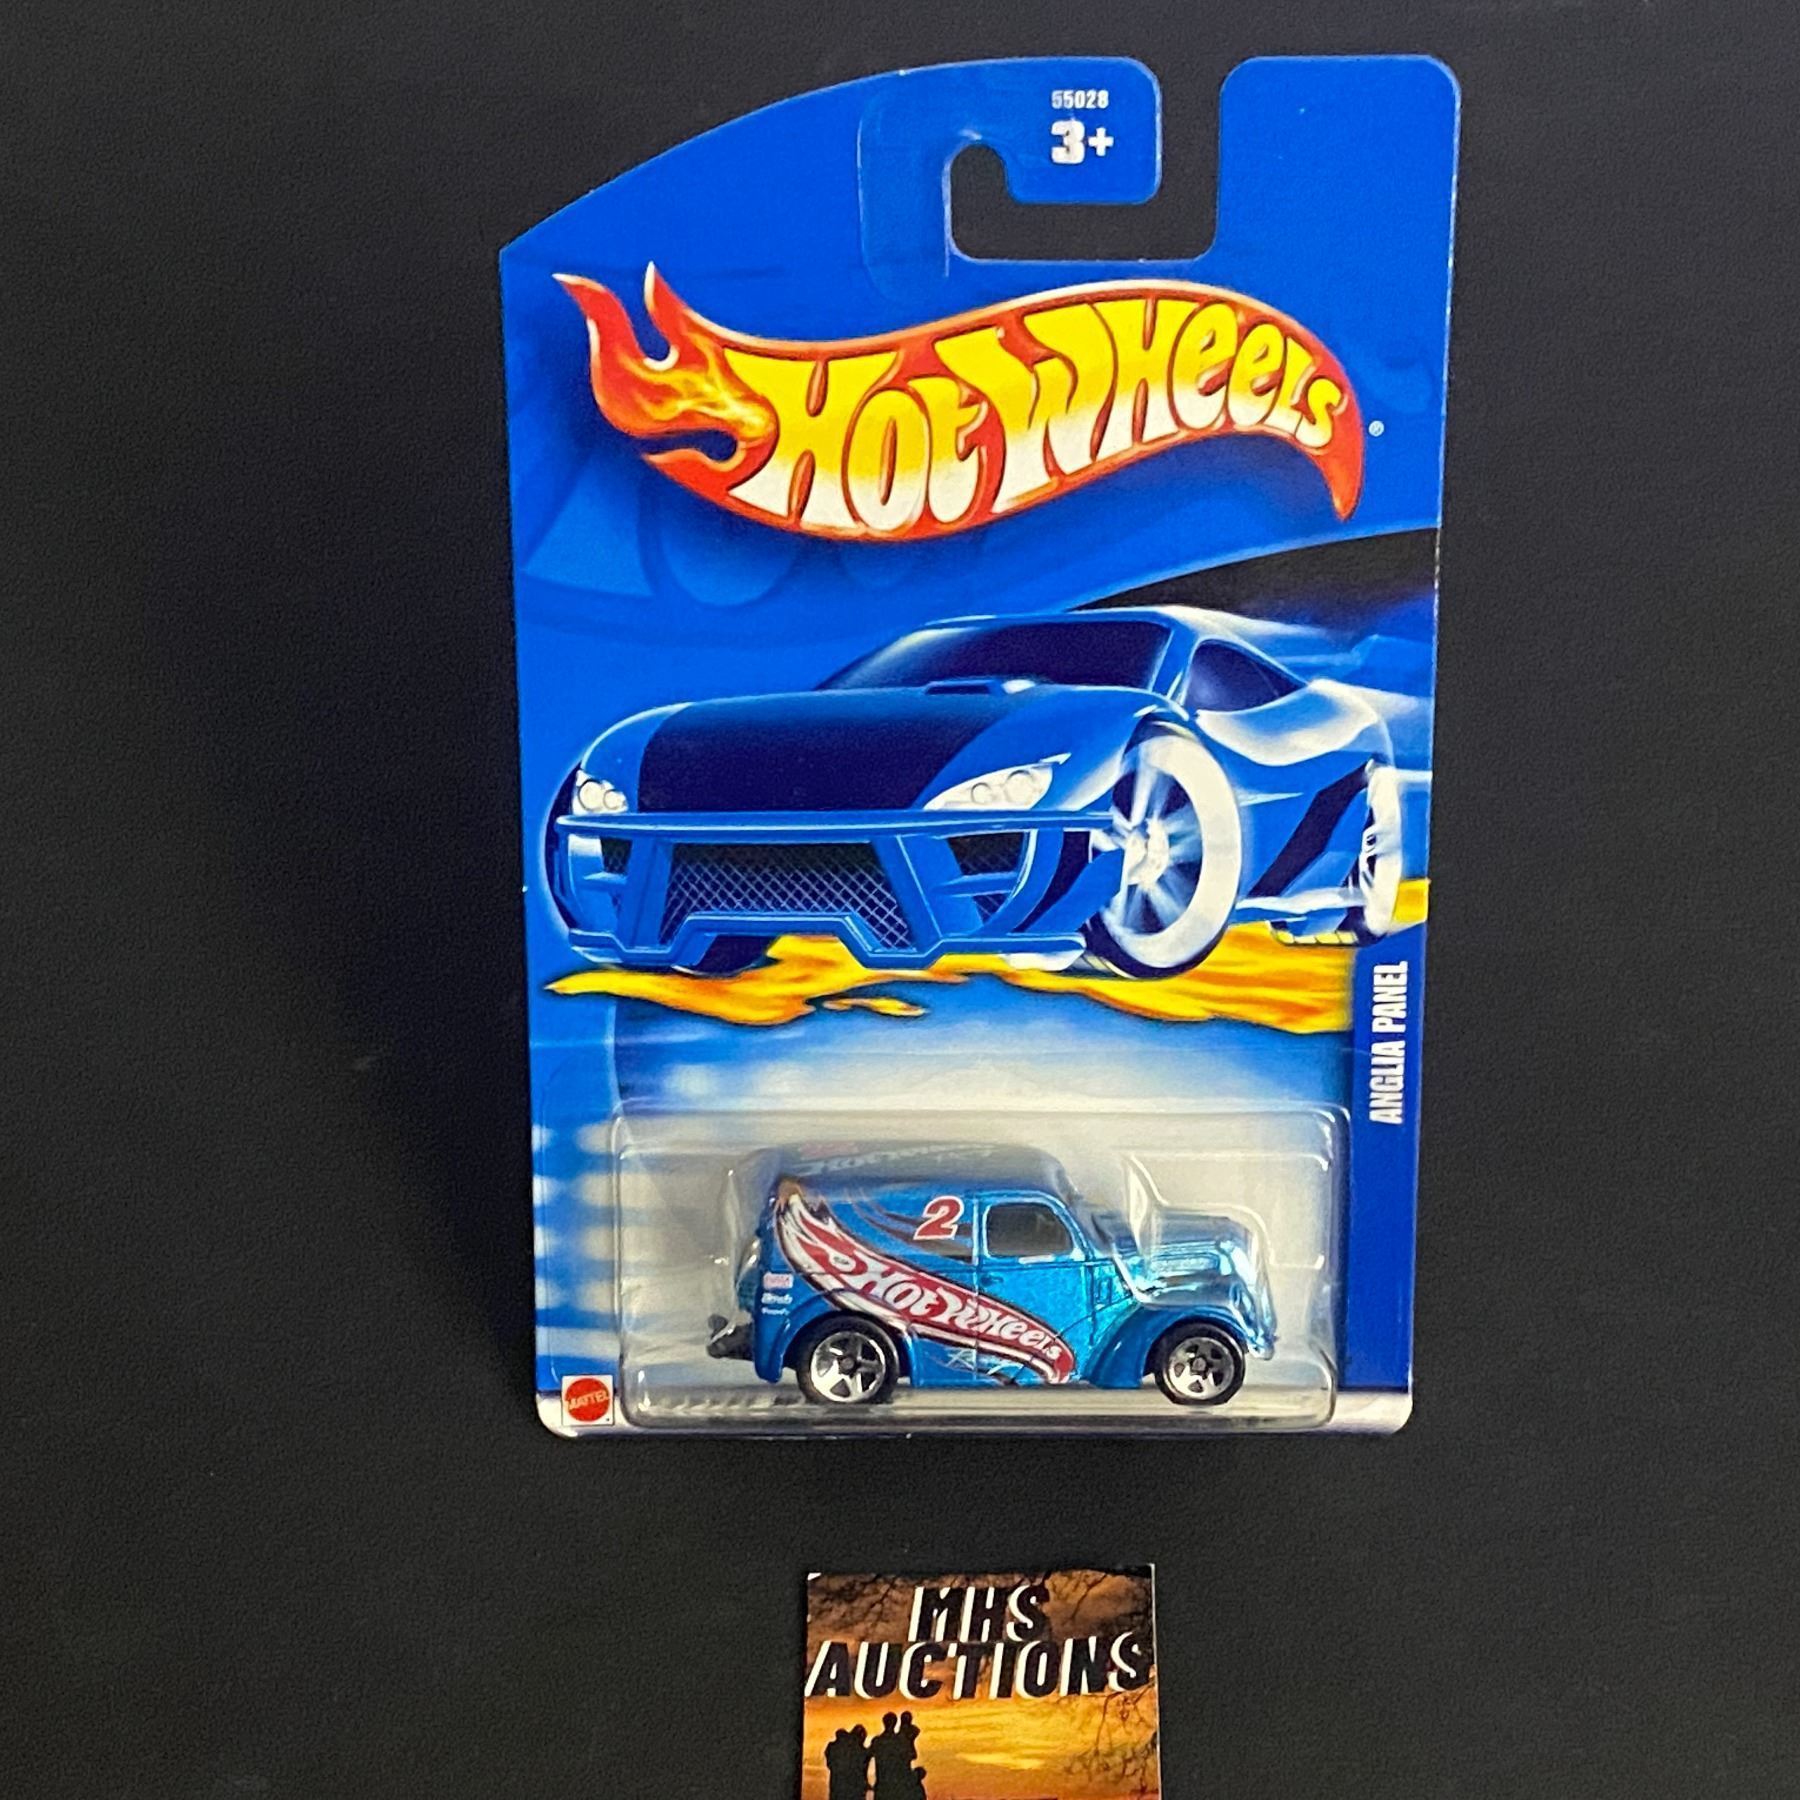 55028
3+
HOT WHEELS
®
ANGLIA PANEL
2
HOT WHEELS
MATTEL
MHS
AUCTIONS